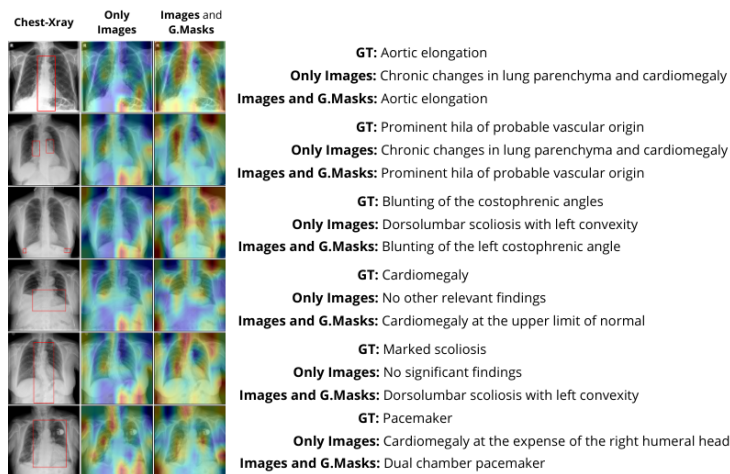 Chest-Xray
Only
Images
Images and
G.Masks
GT: Aortic elongation
Only Images: Chronic changes in lung parenchyma and cardiomegaly
Images and G.Masks: Aortic elongation
GT: Prominent hila of probable vascular origin
Only Images: Chronic changes in lung parenchyma and cardiomegaly
Images and G.Masks: Prominent hila of probable vascular origin
GT: Blunting of the costophrenic angles
Only Images: Dorsolumbar scoliosis with left convexity
Images and G.Masks: Blunting of the left costophrenic angle
GT: Cardiomegaly
Only Images: No other relevant findings
Images and G.Masks: Cardiomegaly at the upper limit of normal
GT: Marked scoliosis
Only Images: No significant findings
Images and G.Masks: Dorsolumbar scoliosis with left convexity
GT: Pacemaker
Only Images: Cardiomegaly at the expense of the right humeral head
Images and G.Masks: Dual chamber pacemaker